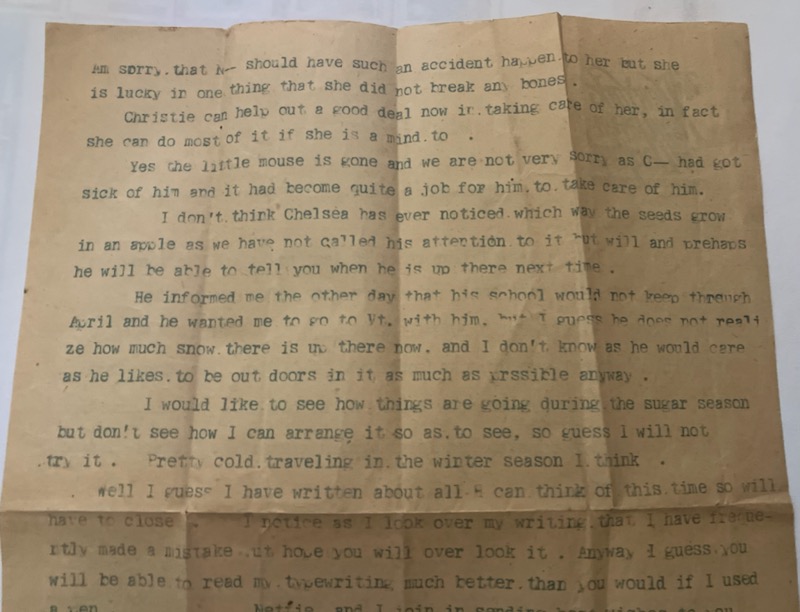 Am sorry that A— should have such an accident happen to her but she
is lucky in one thing that she did not break any bones.
Christie can help out a good deal now in taking care of her, in fact
she can do most of it if she is a mind to .
Yes the little mouse is gone and we are not very sorry as C— had got
sick of him and it had become quite a job for him to take care of him.
I don't think Chelsea has ever noticed which way the seeds grow
in an apple as we have not called his attention to it but will and prehaps
he will be able to tell you when he is up there next time .
He informed me the other day that his school would not keep through
April and he wanted me to go to Vt. with him, but I guess he does not reali
ze how much snow there is up there now. and I don't know as he would care
as he likes to be out doors in it as much as prssible anyway .
I would like to see how things are going during the sugar season
but don't see how I can arrange it so as to see, so guess I will not
try it . Pretty cold traveling in the winter season I think .
well I guess I have written about all I can think of this time so will
have to close . I notice as I look over my writing that I have freque-
ntly made a mistake but hope you will over look it . Anyway I guess you
will be able to read my typewriting much better than you would if I used
a pen and I join in sending best wishes to